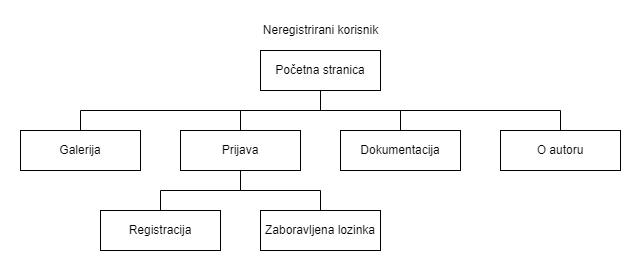 Neregistrirani korisnik
Početna stranica
Galerija
Prijava
Dokumentacija
O autoru
Registracija
Zaboravljena lozinka